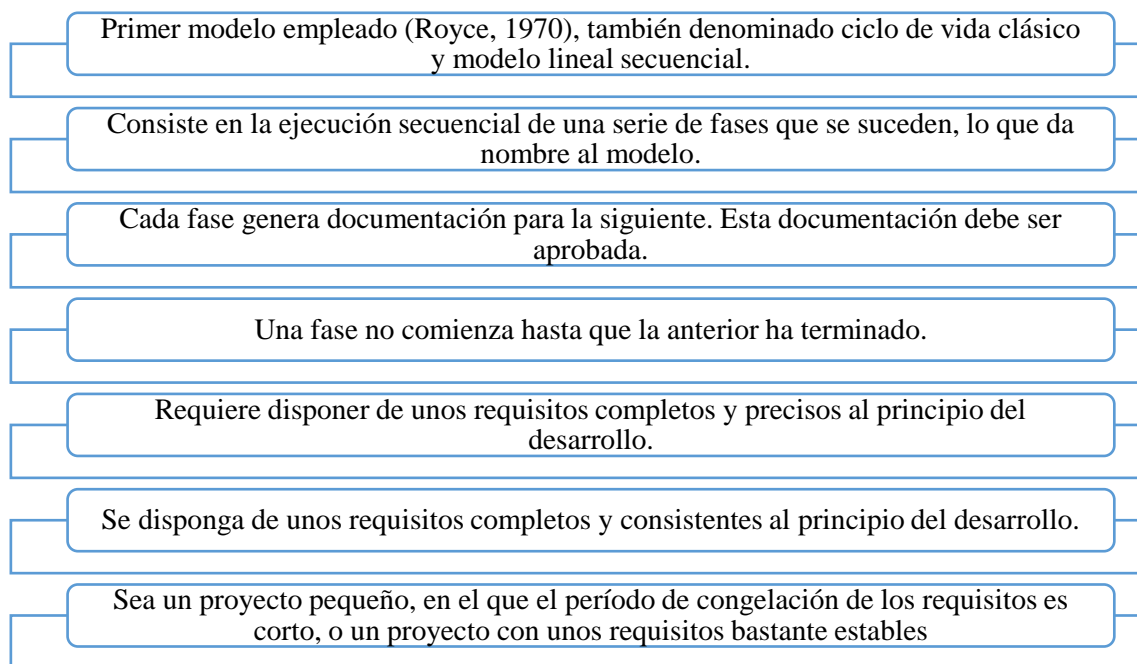 Primer modelo empleado (Royce, 1970), también denominado ciclo de vida clásico
y modelo lineal secuencial.
Consiste en la ejecución secuencial de una serie de fases que se suceden, lo que da
nombre al modelo.
Cada fase genera documentación para la siguiente. Esta documentación debe ser
aprobada.
Una fase no comienza hasta que la anterior ha terminado.
Requiere disponer de unos requisitos completos y precisos al principio del
desarrollo.
Se disponga de unos requisitos completos y consistentes al principio del desarrollo.
Sea un proyecto pequeño, en el que el período de congelación de los requisitos es
corto, o un proyecto con unos requisitos bastante estables